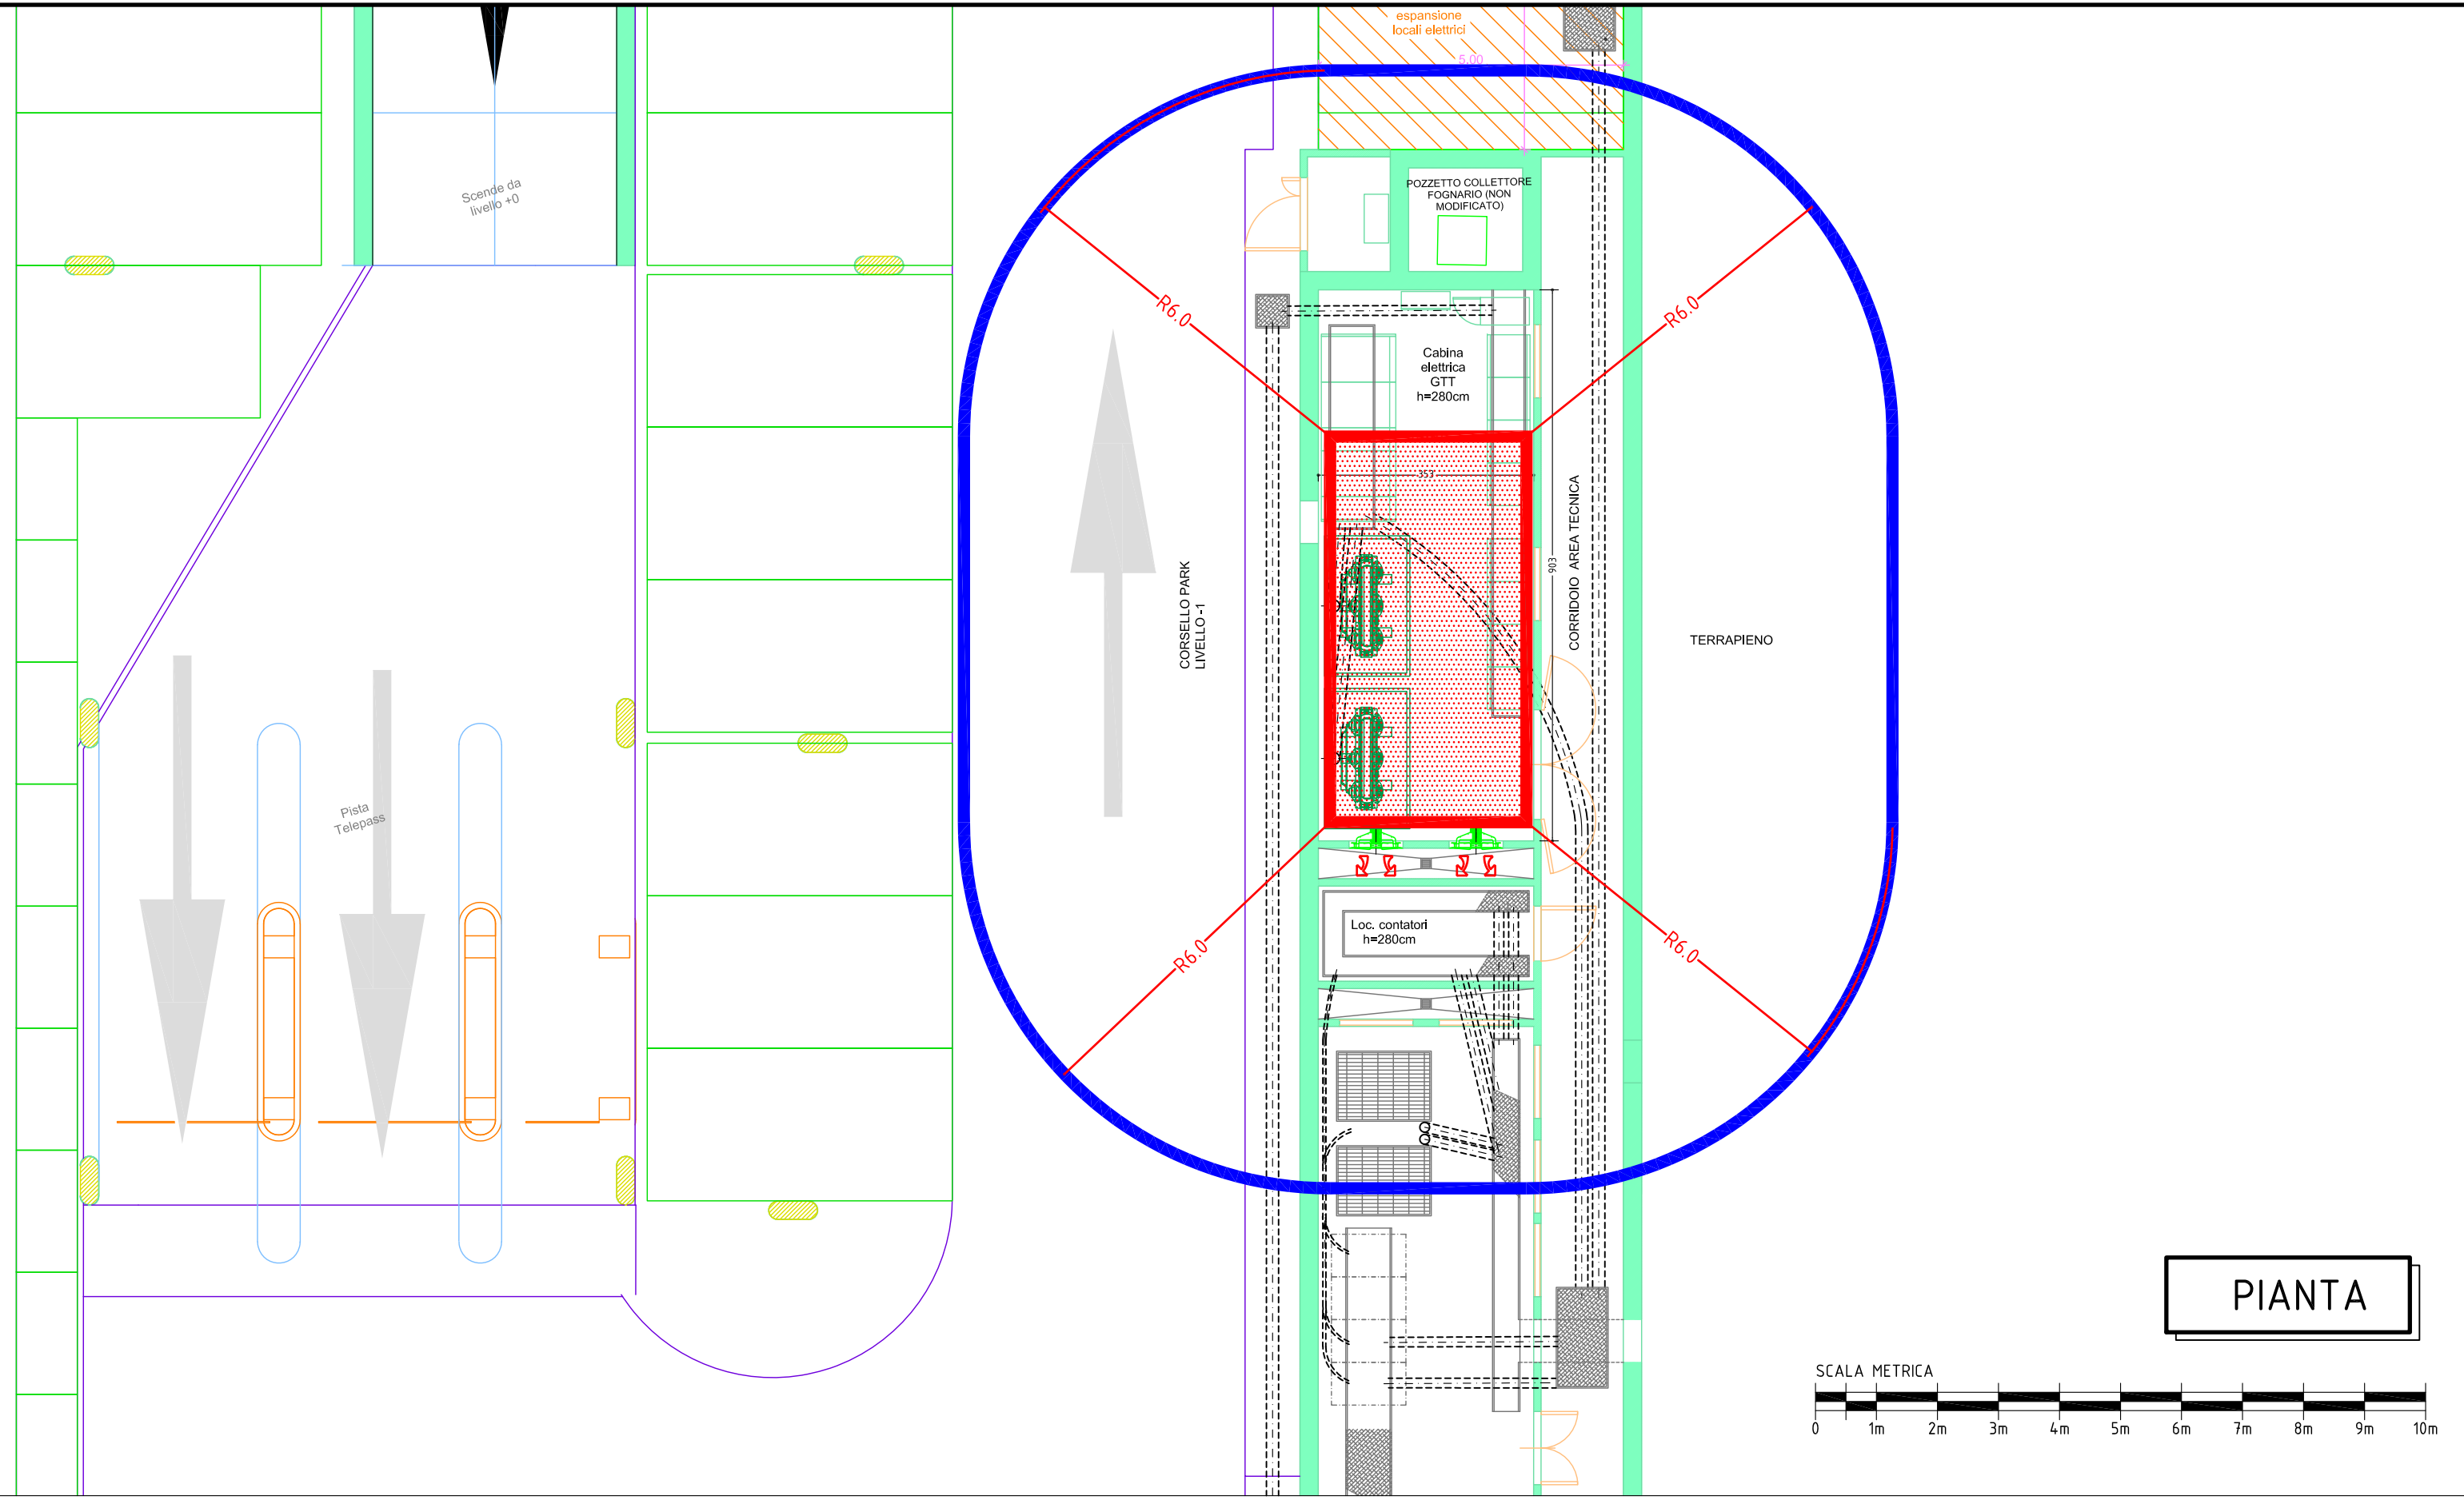 espansione
locali elettrici
5.00
Scende da
livello +0
POZZETTO COLLETTORE
FOGNARIO (NON
MODIFICATO)
R6.0
R6.0
Cabina
elettrica
GTT
h=280cm
353
903
CORRIDOIO AREA TECNICA
CORSELLO PARK
LIVELLO -1
TERRAPIENO
Pista
Telepass
Loc. contatori
h=280cm
R6.0
R6.0
PIANTA
SCALA METRICA
0 1m 2m 3m 4m 5m 6m 7m 8m 9m 10m